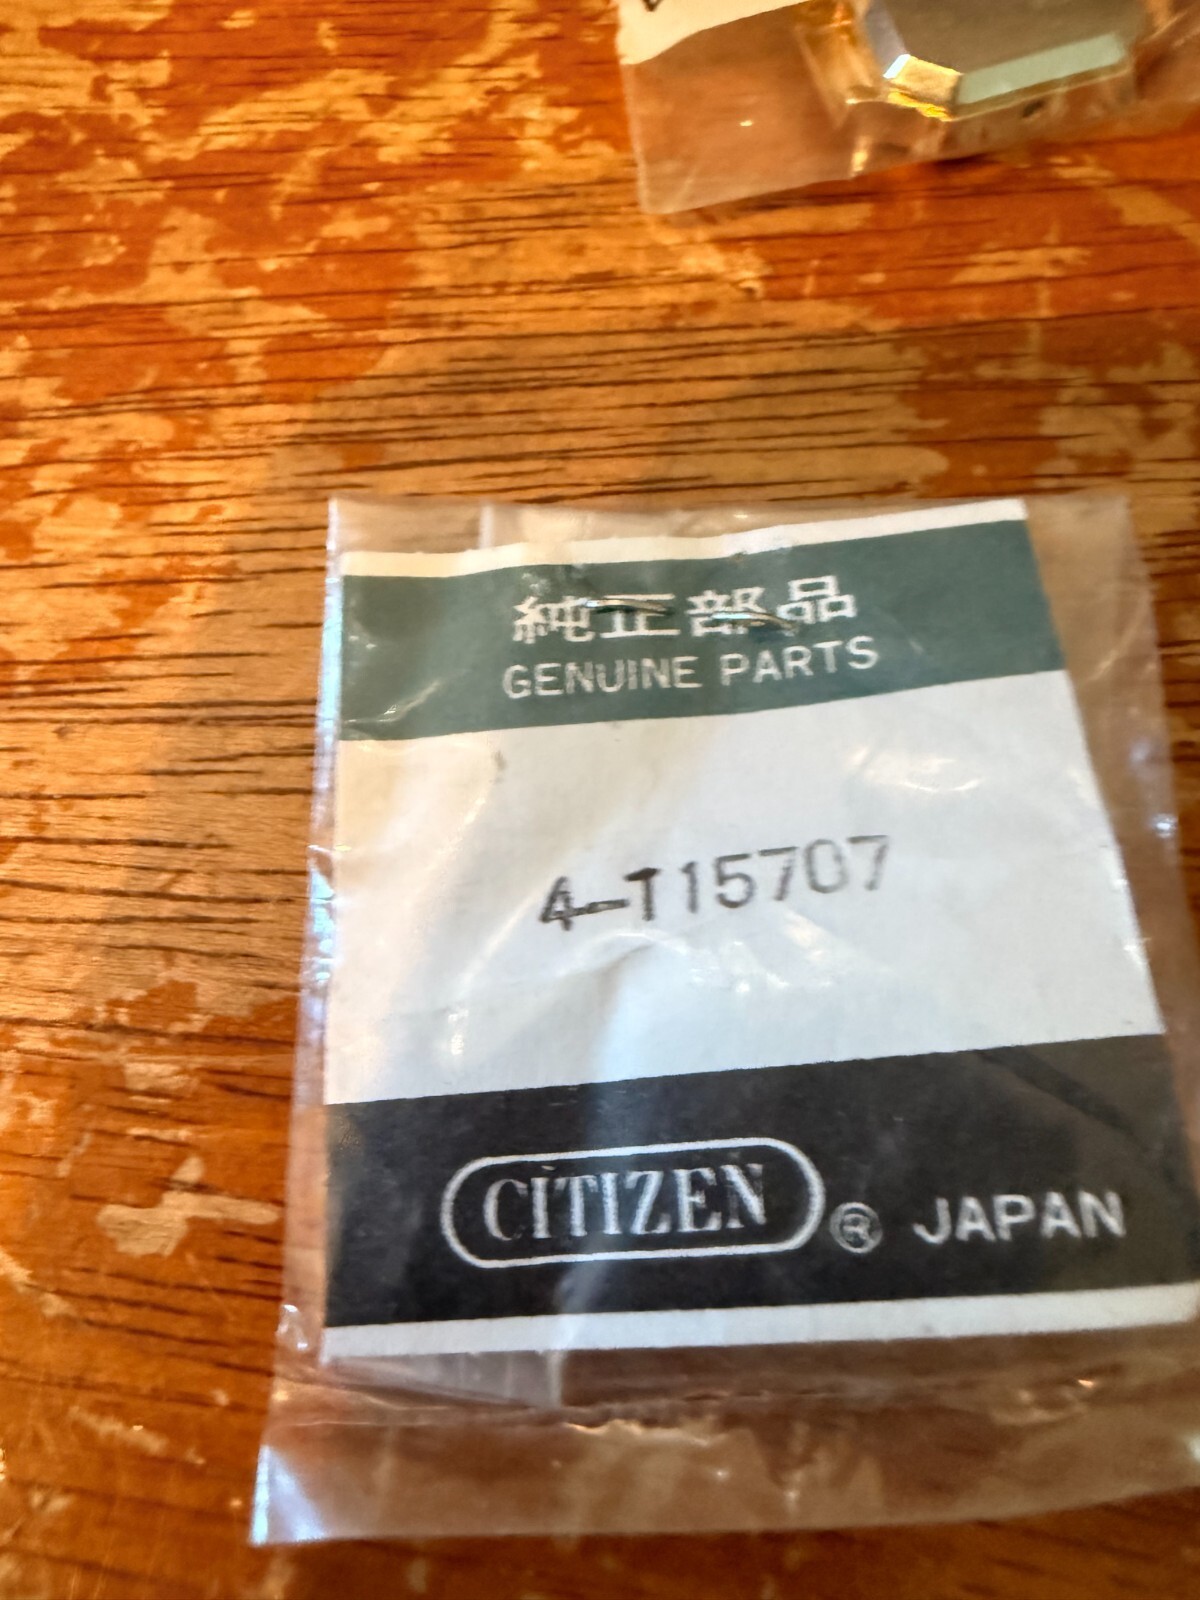 純正部品
GENUINE PARTS
4-T15707
CITIZEN ® JAPAN